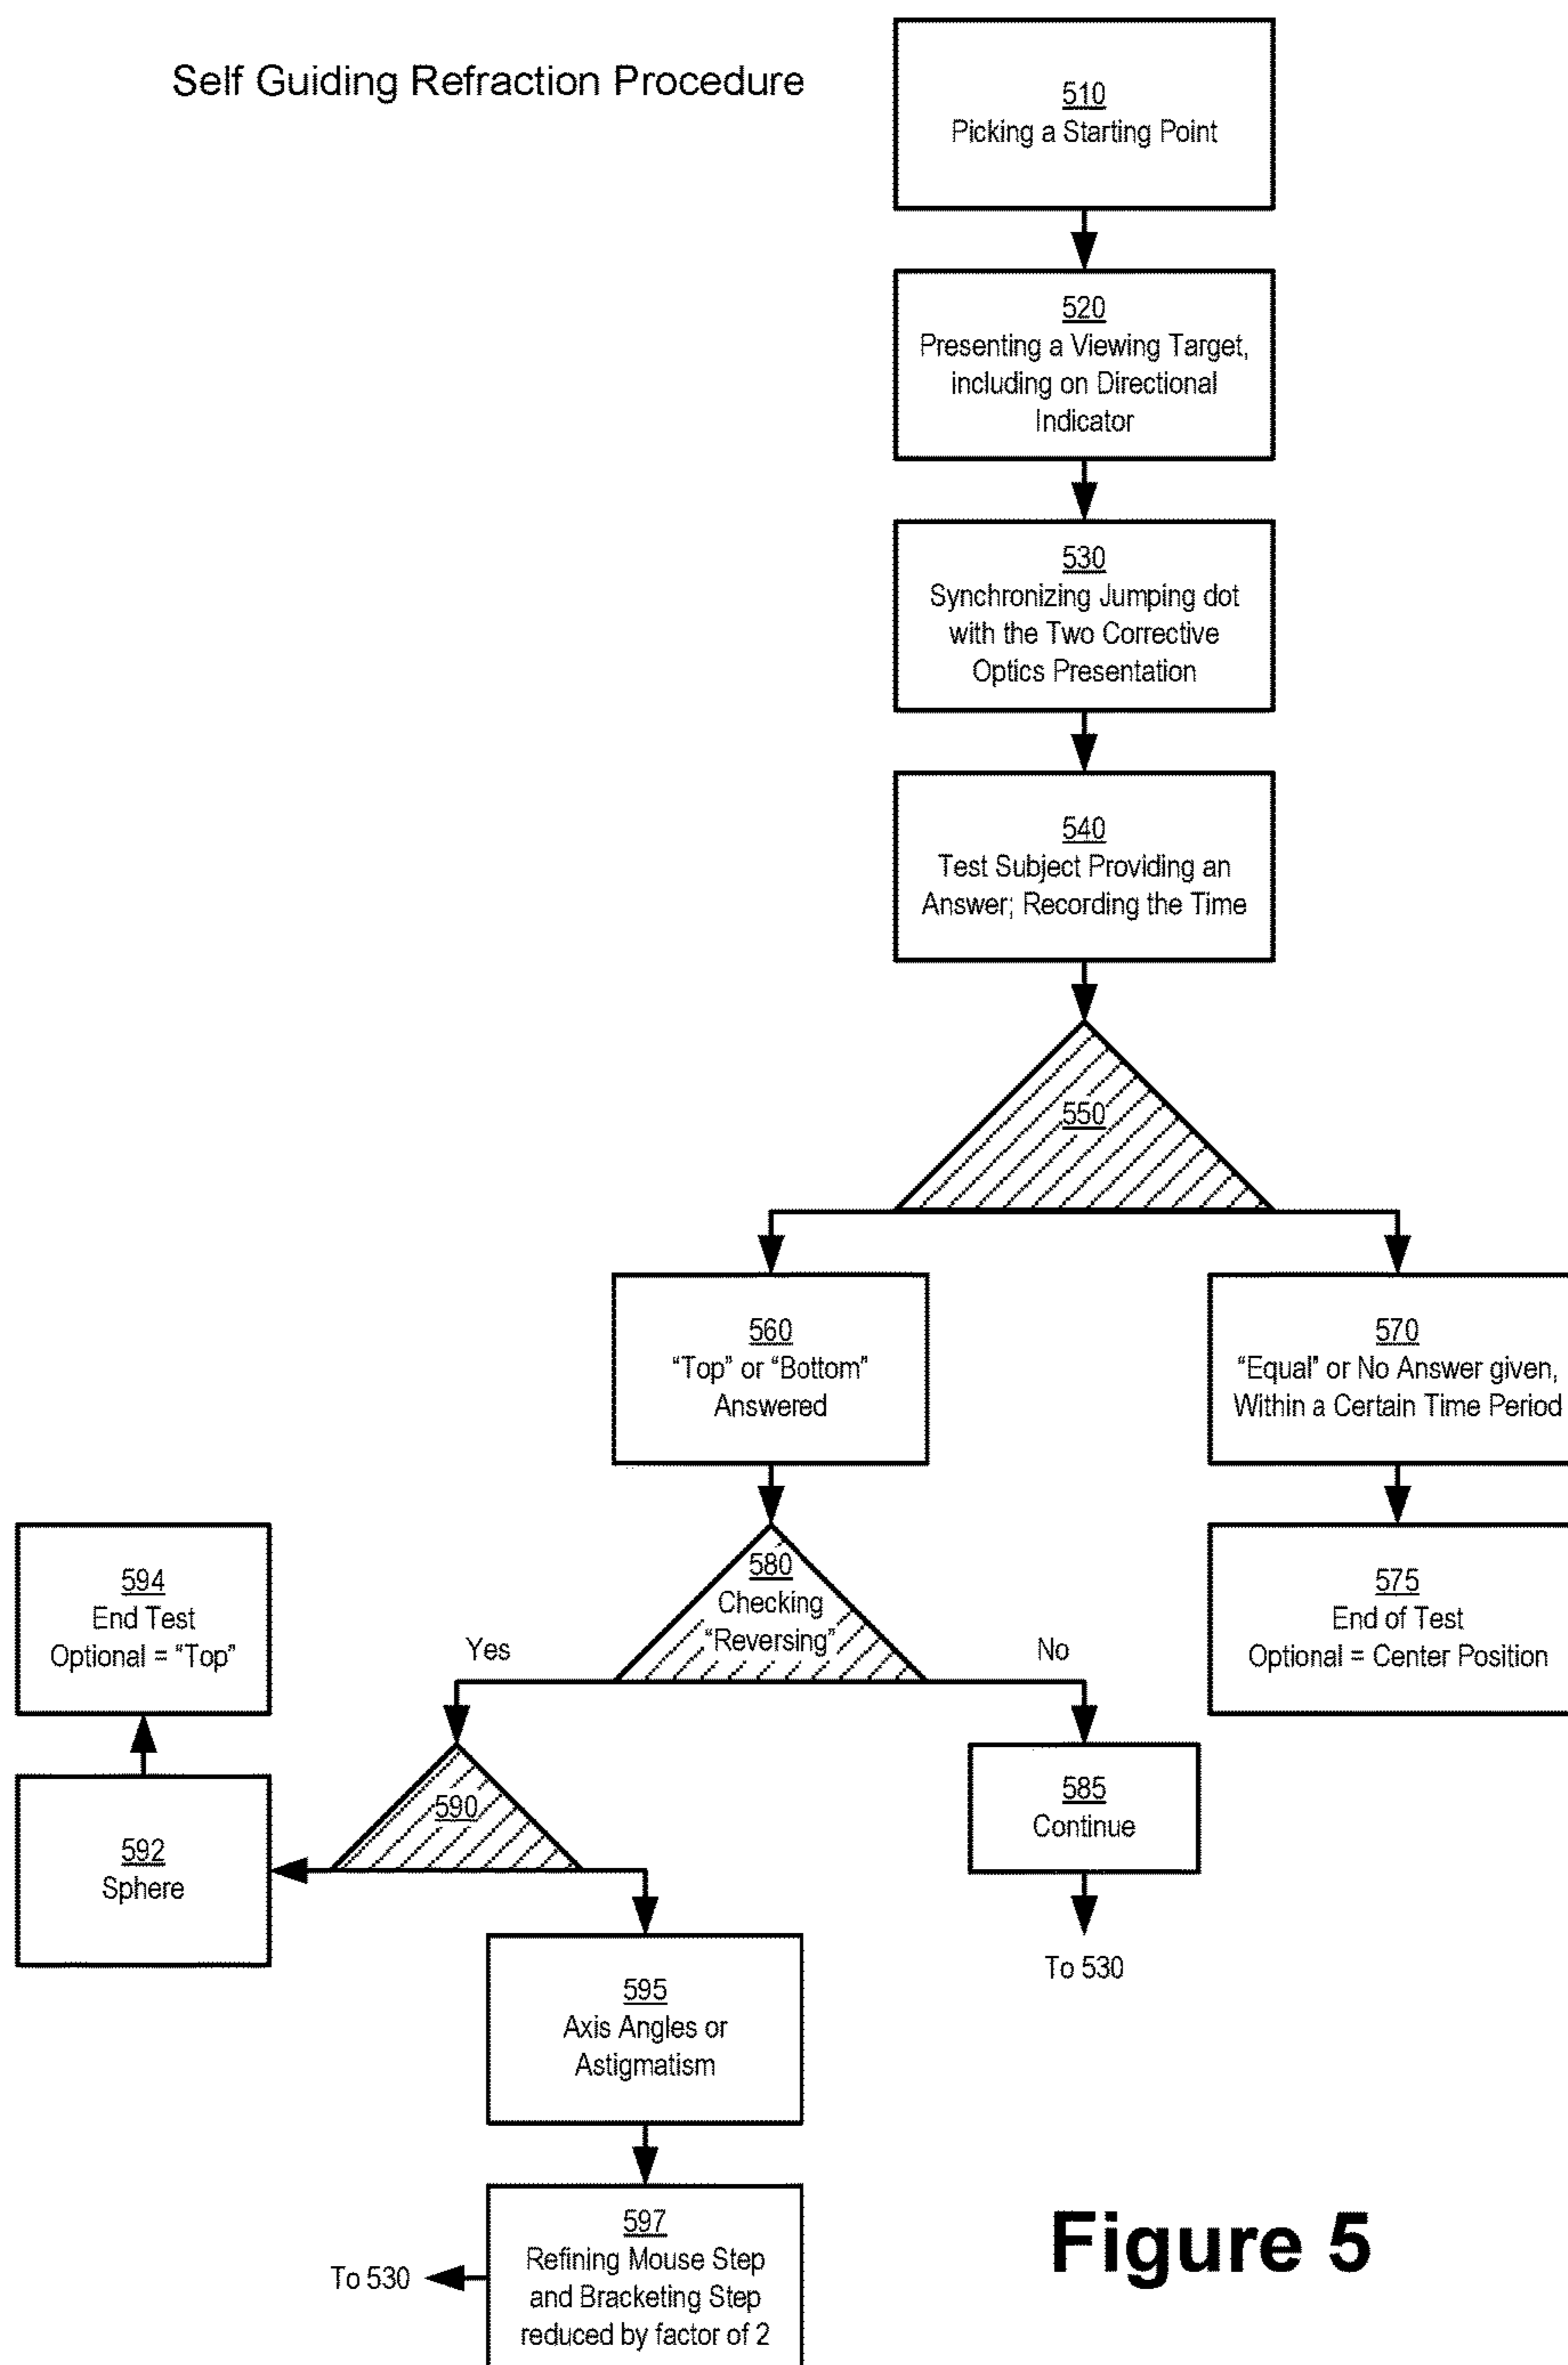 Self Guiding Refraction Procedure
510
Picking a Starting Point
520
Presenting a Viewing Target,
including on Directional
Indicator
530
Synchronizing Jumping dot
with the Two Corrective
Optics Presentation
540
Test Subject Providing an
Answer; Recording the Time
550
560
“Top” or “Bottom”
Answered
570
“Equal” or No Answer given,
Within a Certain Time Period
575
End of Test
Optional = Center Position
580
Checking
“Reversing”
Yes
No
585
Continue
To 530
590
592
Sphere
594
End Test
Optional = “Top”
595
Axis Angles or
Astigmatism
597
Refining Mouse Step
and Bracketing Step
reduced by factor of 2
To 530
Figure 5